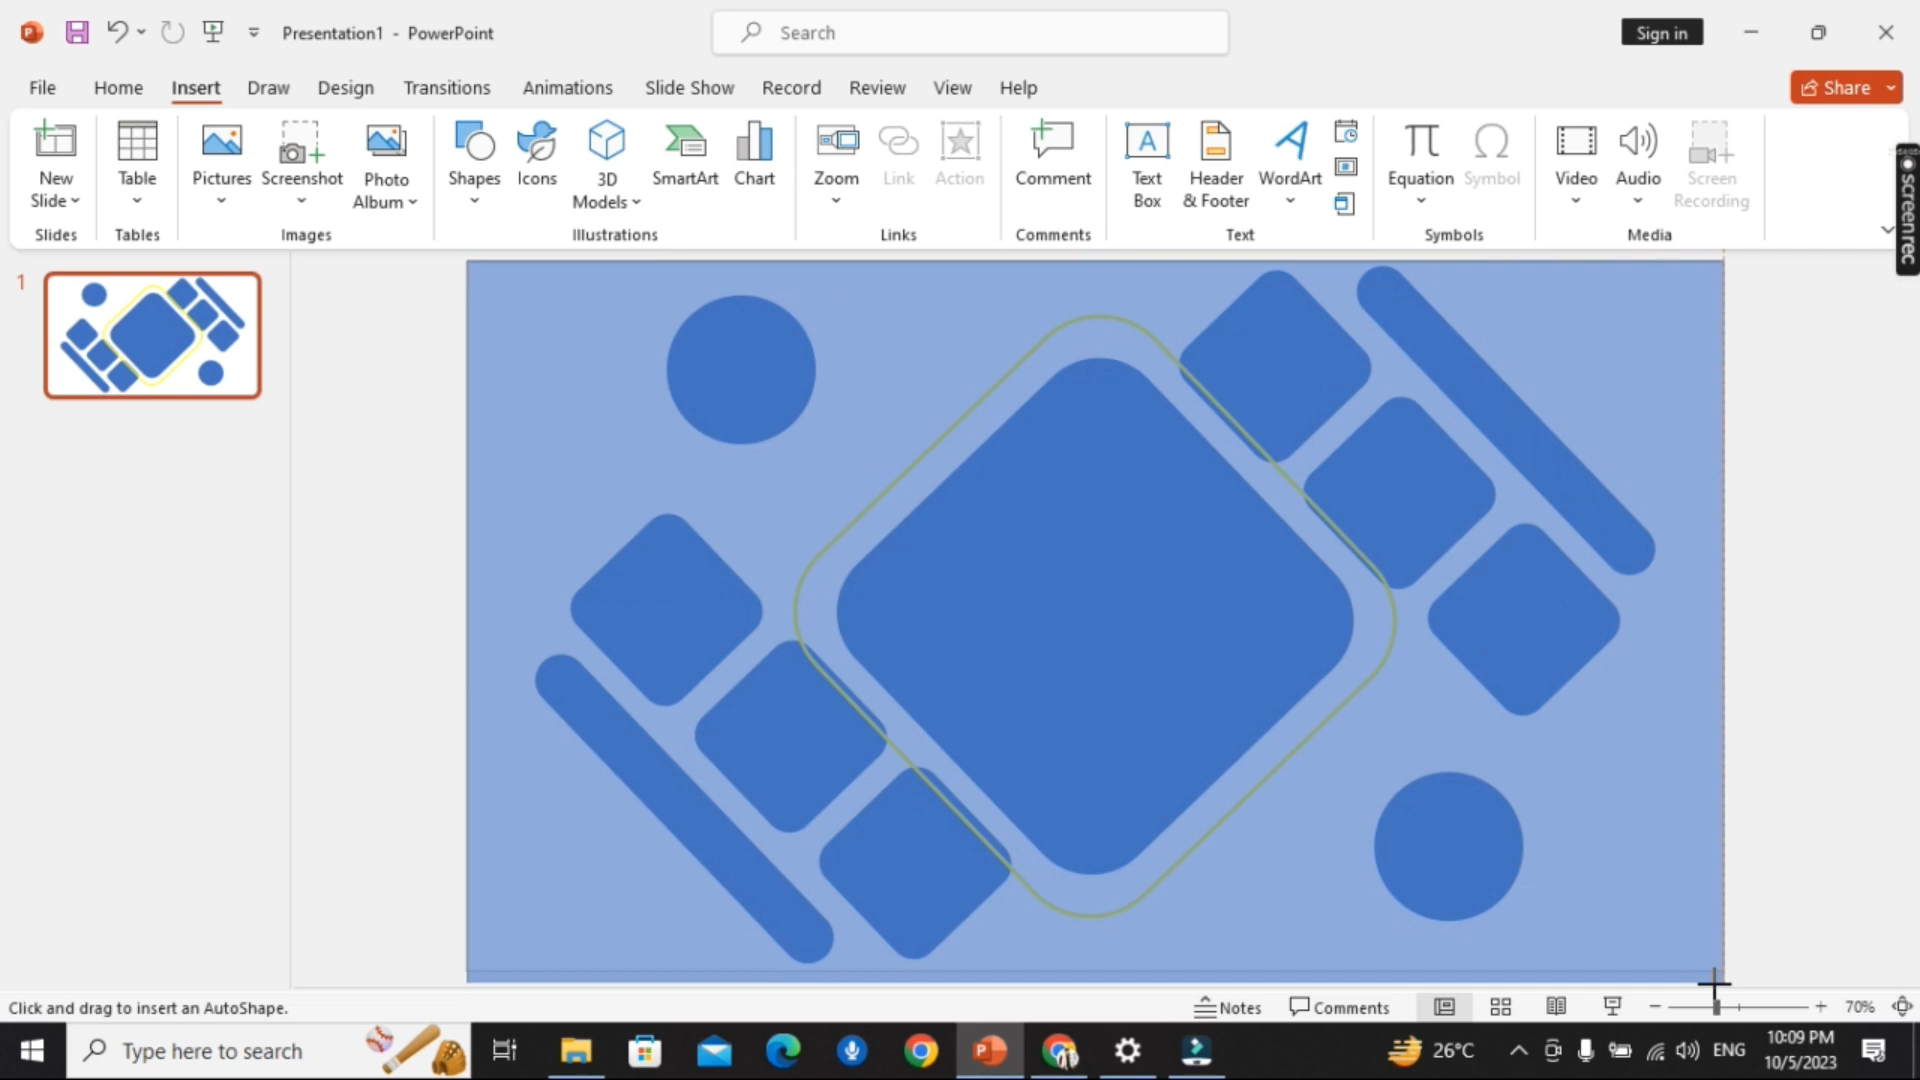 Presentation1 - PowerPoint
Search
Sign in
File Home Insert Draw Design Transitions Animations Slide Show Record Review View Help
Share
New Slide
Table
Pictures
Screenshot
Photo Album
Shapes
Icons
3D Models
SmartArt
Chart
Zoom
Link
Action
Comment
Text Box
Header & Footer
WordArt
Equation
Symbol
Video
Audio
Screen Recording
Slides Tables Images Illustrations Links Comments Text Symbols Media
screenrec
1
Click and drag to insert an AutoShape.
Notes Comments 70%
Type here to search
26°C ENG
10:09 PM
10/5/2023